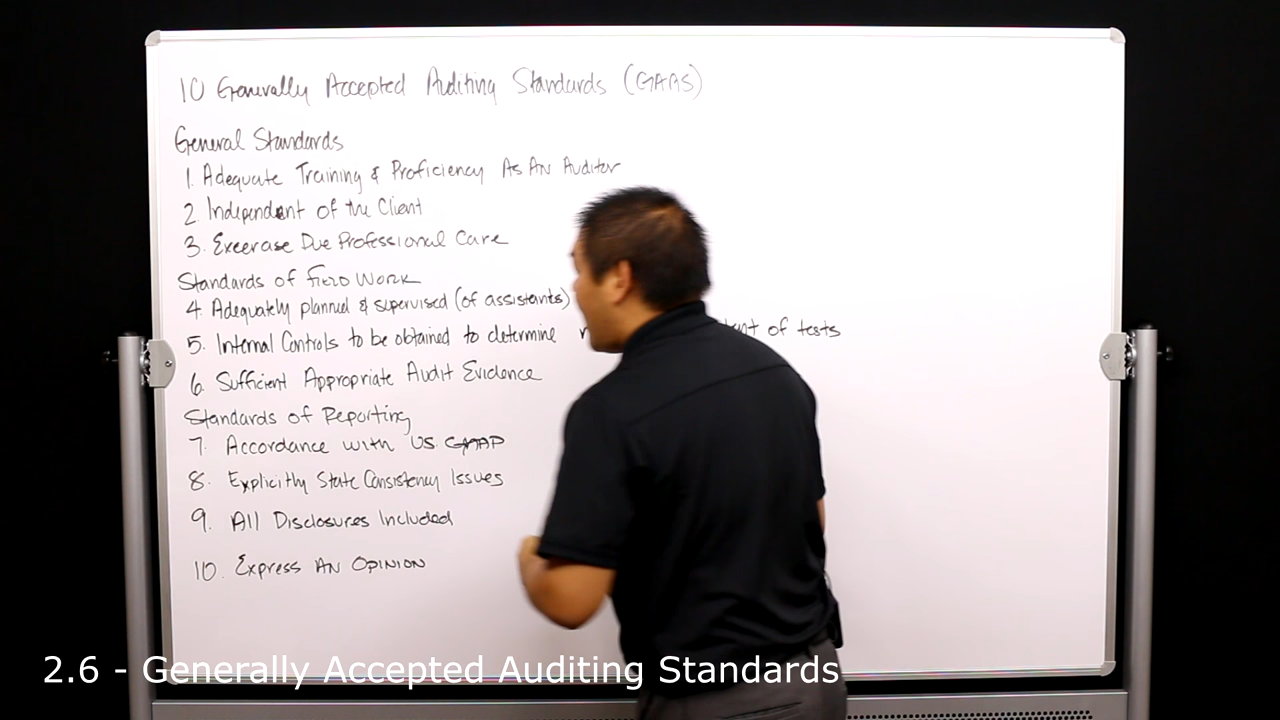 10 Generally Accepted Auditing Standards (GAAS)
General Standards
1. Adequate Training & Proficiency As An Auditor
2. Independent of the Client
3. Excerase Due Professional Care
Standards of Field Work
4. Adequately planned & supervised (of assistants)
5. Internal Controls to be obtained to determine of tests
6. Sufficient Appropriate Audit Evidence
Standards of Reporting
7. Accordance with US GAAP
8. Explicitly State Consistency Issues
9. All Disclosures Included
10. Express An Opinion
2.6 - Generally Accepted Auditing Standards